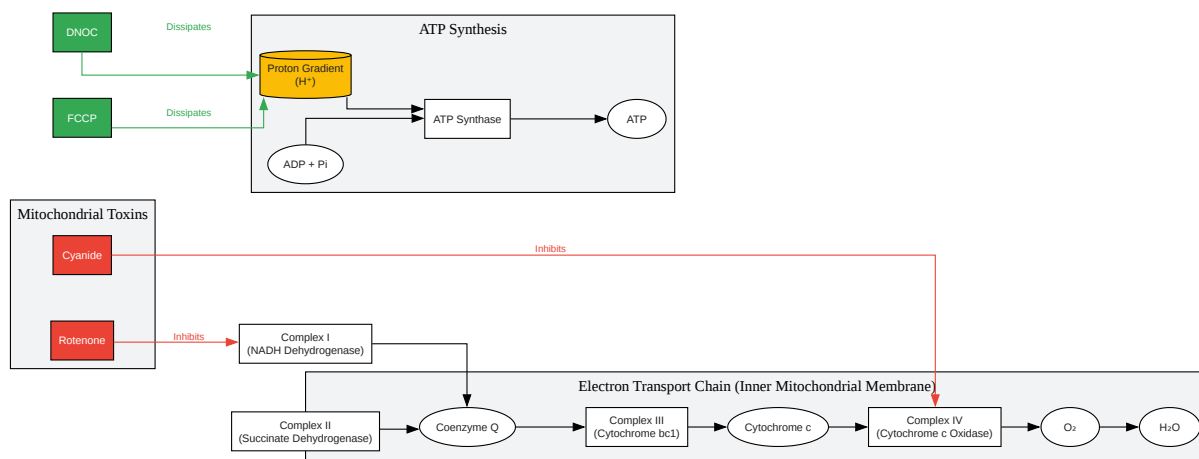 DNOC
Dissipates
ATP Synthesis
Proton Gradient
(H⁺)
FCCP
Dissipates
ATP Synthase
ATP
ADP + Pi
Mitochondrial Toxins
Cyanide
Inhibits
Rotenone
Inhibits
Complex I
(NADH Dehydrogenase)
Electron Transport Chain (Inner Mitochondrial Membrane)
Complex II
(Succinate Dehydrogenase)
Coenzyme Q
Complex III
(Cytochrome bc1)
Cytochrome c
Complex IV
(Cytochrome c Oxidase)
O₂
H₂O